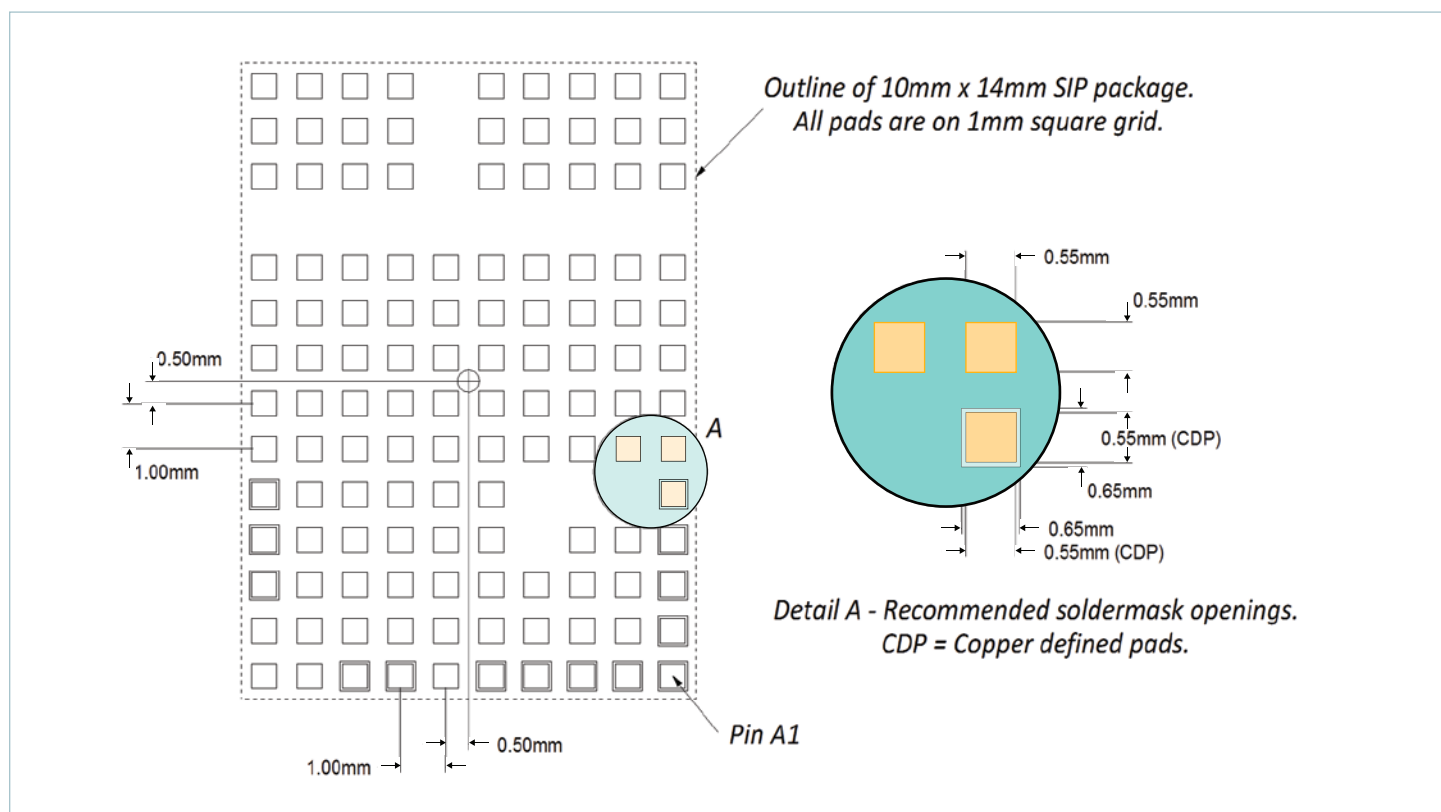 Outline of 10mm x 14mm SIP package.
All pads are on 1mm square grid.
0.55mm
0.55mm
0.50mm
A
0.55mm (CDP)
1.00mm
0.65mm
0.65mm
0.55mm (CDP)
Detail A - Recommended soldermask openings.
CDP = Copper defined pads.
Pin A1
0.50mm
1.00mm